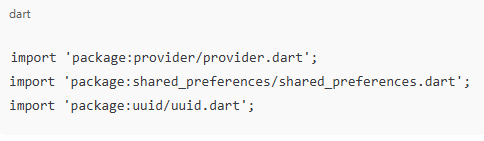 dart
import 'package:provider/provider.dart';
import 'package:shared_preferences/shared_preferences.dart';
import 'package:uuid/uuid.dart';